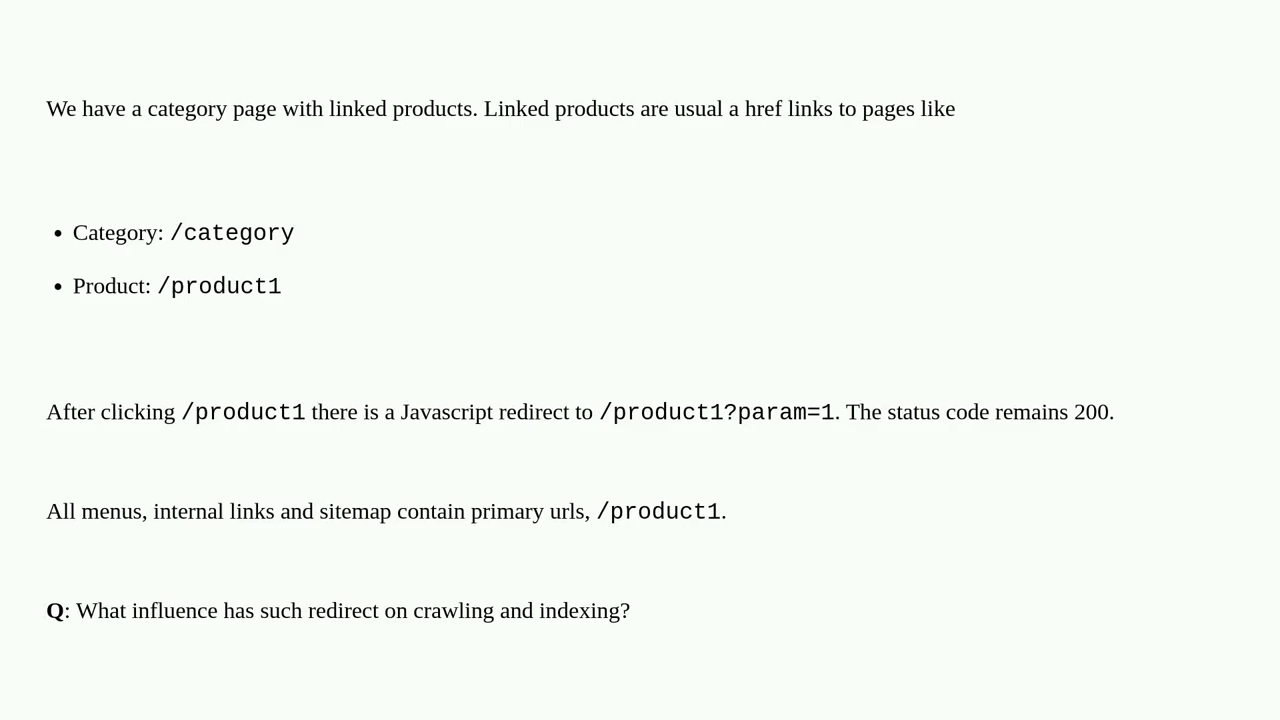 We have a category page with linked products. Linked products are usual a href links to pages like
• Category: /category
• Product: /product1
After clicking /product1 there is a Javascript redirect to /product1?param=1. The status code remains 200.
All menus, internal links and sitemap contain primary urls, /product1.
Q: What influence has such redirect on crawling and indexing?